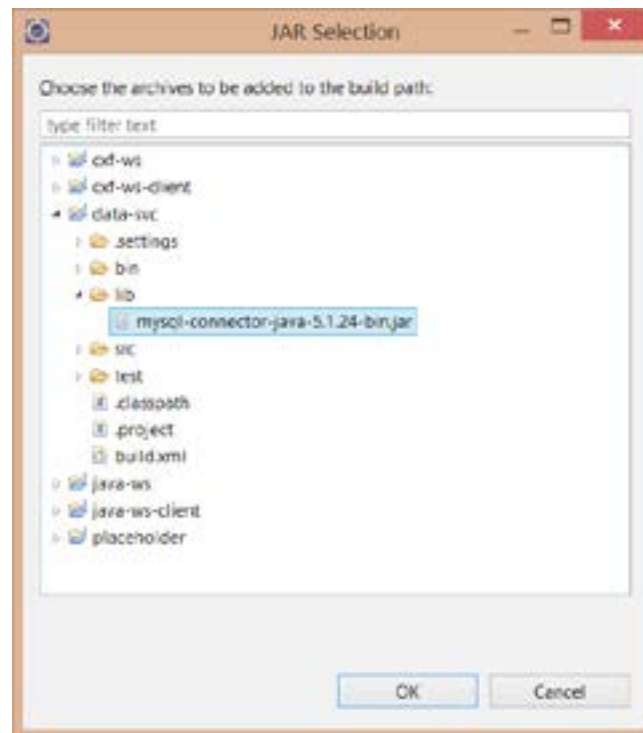 JAR Selection
Choose the archives to be added to the build path:
type filter text
cxf-ws
cxf-ws-client
data-svc
.settings
bin
lib
mysql-connector-java-5.1.24-bin.jar
src
test
.classpath
.project
build.xml
java-ws
java-ws-client
placeholder
OK
Cancel